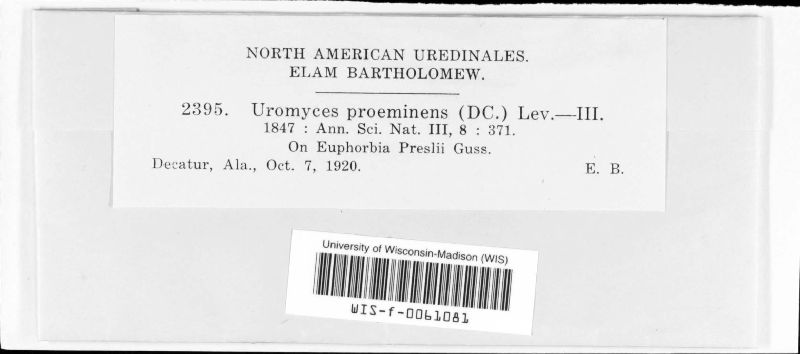 NORTH AMERICAN UREDINALES.
ELAM BARTHOLOMEW.
2395. Uromyces proeminens (DC.) Lev.—III.
1847 : Ann. Sci. Nat. III, 8 : 371.
On Euphorbia Preslii Guss.
Decatur, Ala., Oct. 7, 1920. E. B.
University of Wisconsin-Madison (WIS)
WIS-f-0061081